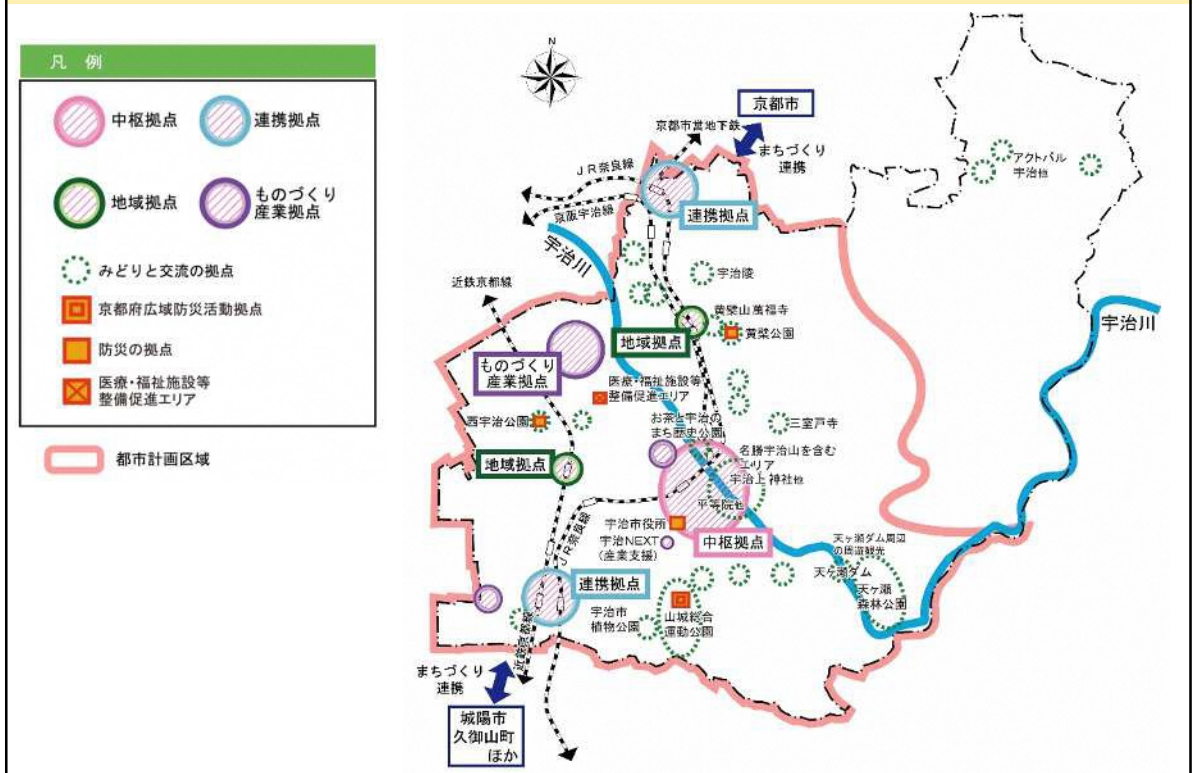 凡 例
中枢拠点
連携拠点
地域拠点
ものづくり
産業拠点
みどりと交流の拠点
京都府広域防災活動拠点
防災の拠点
医療・福祉施設等
整備促進エリア
都市計画区域
N
京都市
京都市営地下鉄
まちづくり
連携
JR奈良線
京阪宇治線
連携拠点
アクトパル
宇治他
宇治川
宇治陵
近鉄京都線
黄檗山萬福寺
黄檗公園
地域拠点
宇治川
ものづくり
産業拠点
医療・福祉施設等
整備促進エリア
西宇治公園
お茶と宇治の
まち歴史公園
三室戸寺
地域拠点
名勝宇治山を含む
エリア
宇治上神社他
平等院他
JR奈良線
宇治市役所
宇治NEXT
(産業支援)
中枢拠点
天ヶ瀬ダム周辺
の周遊観光
天ヶ瀬ダム
天ヶ瀬
森林公園
連携拠点
宇治市
植物公園
山城総合
運動公園
近鉄京都線
まちづくり
連携
城陽市
久御山町
ほか